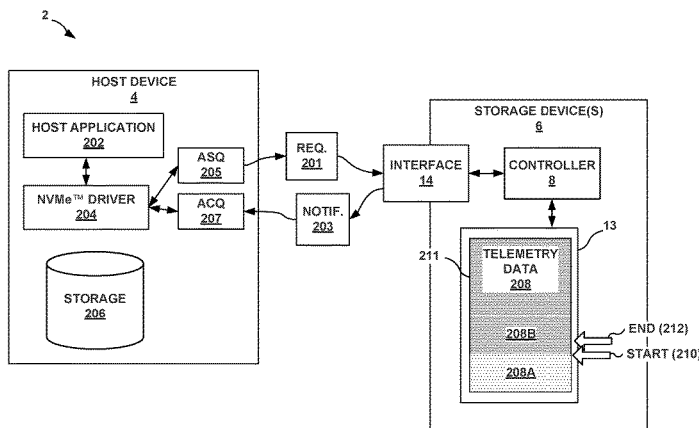 2
HOST DEVICE
4
HOST APPLICATION
202
NVMe™ DRIVER
204
STORAGE
206
ASQ
205
ACQ
207
REQ.
201
NOTIF.
203
STORAGE DEVICE(S)
6
INTERFACE
14
CONTROLLER
8
13
211
TELEMETRY
DATA
208
208B
208A
END (212)
START (210)